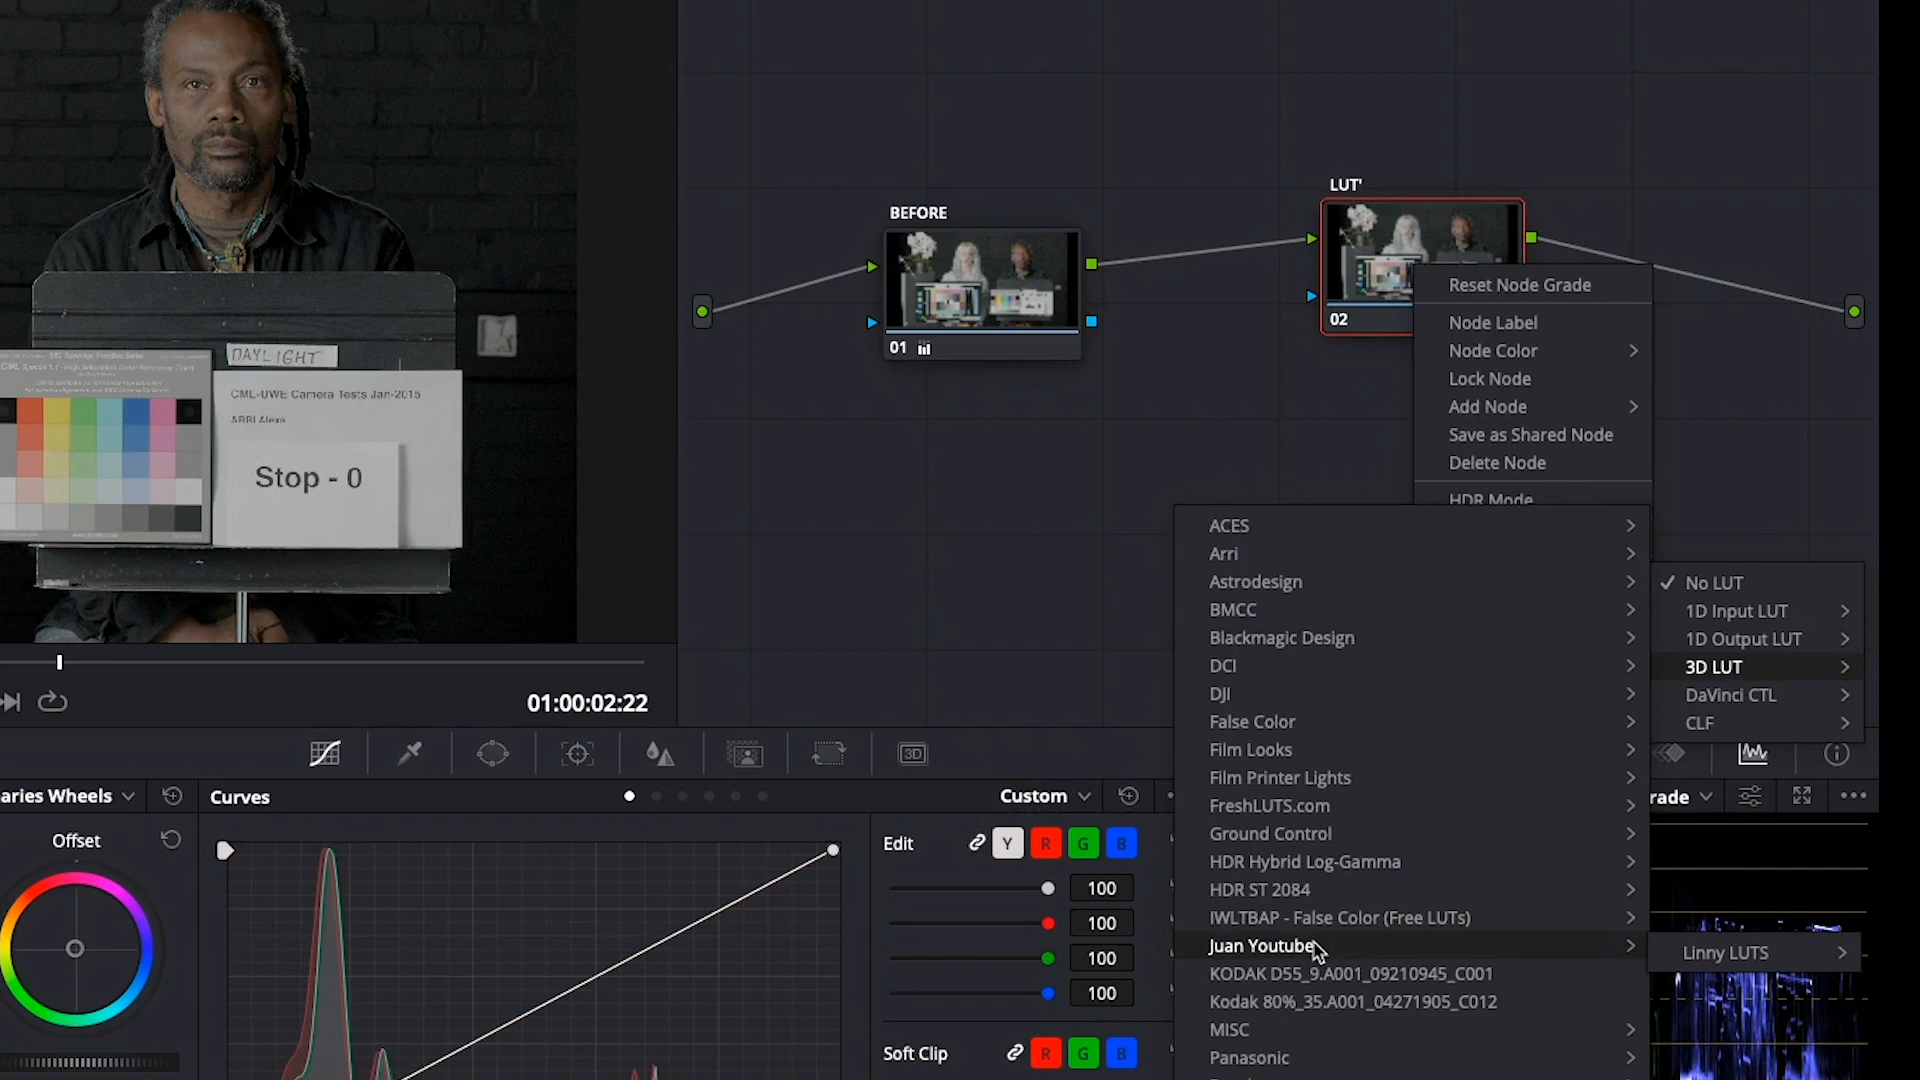 DAYLIGHT
CML-UWE Camera Tests Jan-2015
ARRI Alexa
Stop - 0
01:00:02:22
BEFORE
01
LUT'
02
Reset Node Grade
Node Label
Node Color
Lock Node
Add Node
Save as Shared Node
Delete Node
HDR Mode
No LUT
1D Input LUT
1D Output LUT
3D LUT
DaVinci CTL
CLF
ACES
Arri
Astrodesign
BMCC
Blackmagic Design
DCI
DJI
False Color
Film Looks
Film Printer Lights
FreshLUTS.com
Ground Control
HDR Hybrid Log-Gamma
HDR ST 2084
IWLTBAP - False Color (Free LUTs)
Juan Youtube
KODAK D55_9.A001_09210945_C001
Kodak 80%_35.A001_04271905_C012
MISC
Panasonic
Linny LUTS
3D
aries Wheels
Curves
Custom
rade
Offset
Edit
Y
R
G
B
100
100
100
100
Soft Clip
R
G
B